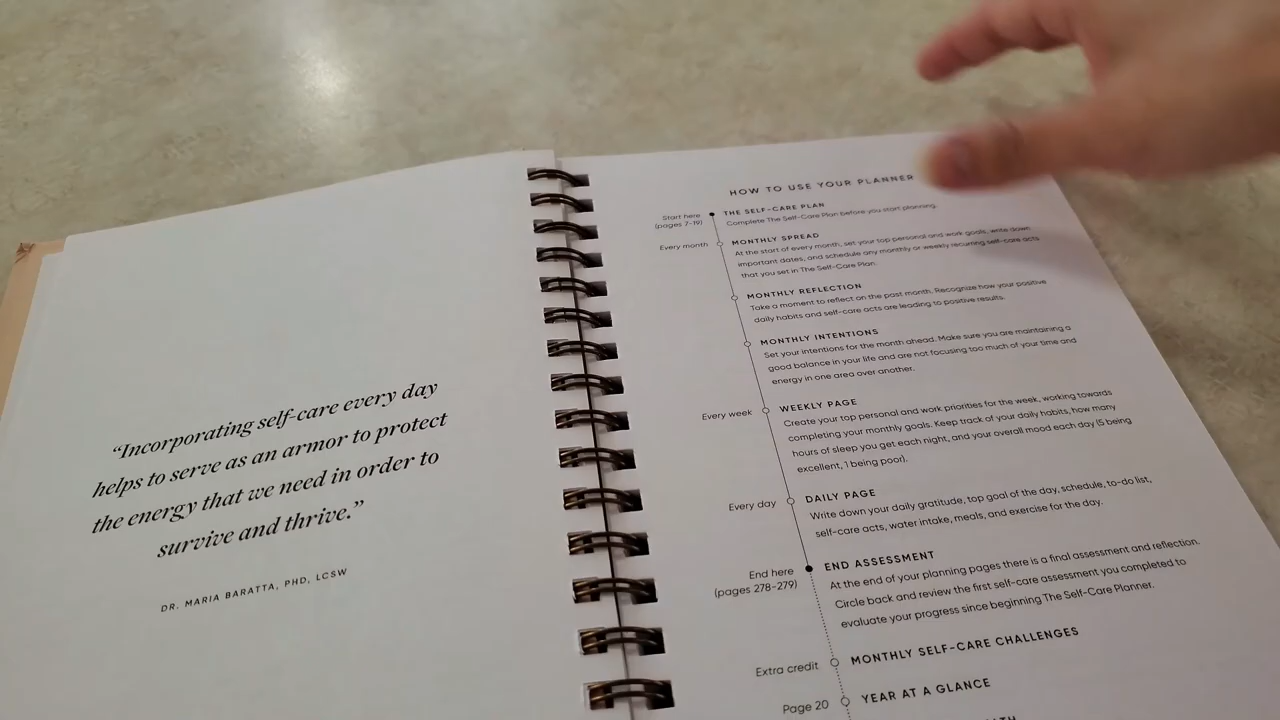 “Incorporating self-care every day
helps to serve as an armor to protect
the energy that we need in order to
survive and thrive.”
DR. MARIA BARATTA, PHD, LCSW
HOW TO USE YOUR PLANNER
Start here
(pages 7-19)
THE SELF-CARE PLAN
Complete The Self-Care Plan before you start planning.
Every month
MONTHLY SPREAD
At the start of every month, set your top personal and work goals, write down
important dates, and schedule any monthly or weekly recurring self-care acts
that you set in The Self-Care Plan.
MONTHLY REFLECTION
Take a moment to reflect on the past month. Recognize how your positive
daily habits and self-care acts are leading to positive results.
MONTHLY INTENTIONS
Set your intentions for the month ahead. Make sure you are maintaining a
good balance in your life and are not focusing too much of your time and
energy in one area over another.
Every week
WEEKLY PAGE
Create your top personal and work priorities for the week, working towards
completing your monthly goals. Keep track of your daily habits, how many
hours of sleep you get each night, and your overall mood each day (5 being
excellent, 1 being poor).
Every day
DAILY PAGE
Write down your daily gratitude, top goal of the day, schedule, to-do list,
self-care acts, water intake, meals, and exercise for the day.
End here
(pages 278-279)
END ASSESSMENT
At the end of your planning pages there is a final assessment and reflection.
Circle back and review the first self-care assessment you completed to
evaluate your progress since beginning The Self-Care Planner.
Extra credit
MONTHLY SELF-CARE CHALLENGES
Page 20
YEAR AT A GLANCE